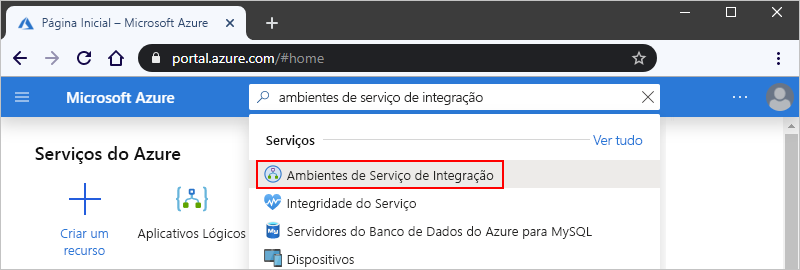 Página Inicial – Microsoft Azure
portal.azure.com/#home
Microsoft Azure
ambientes de serviço de integração
Serviços
Ver tudo
Serviços do Azure
Ambientes de Serviço de Integração
Integridade do Serviço
Criar um
recurso
Aplicativos Lógicos
Servidores do Banco de Dados do Azure para MySQL
Dispositivos